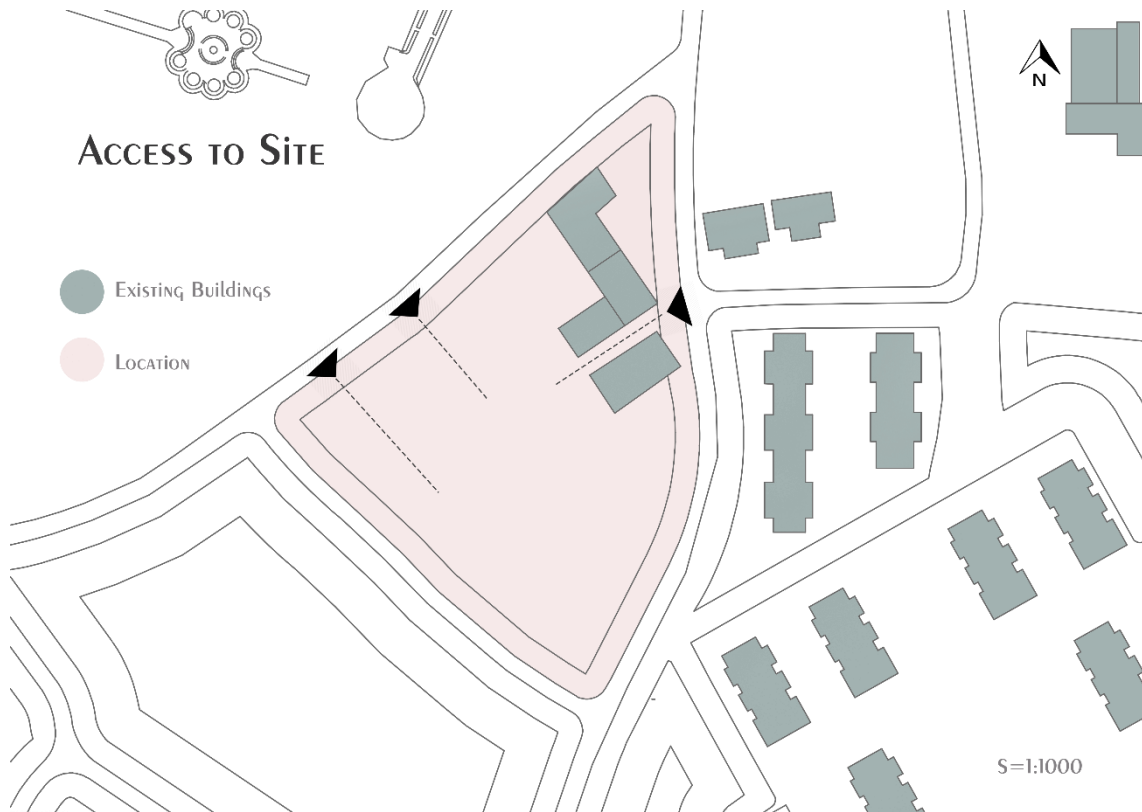 Access to Site
N
Existing Buildings
Location
S=1:1000